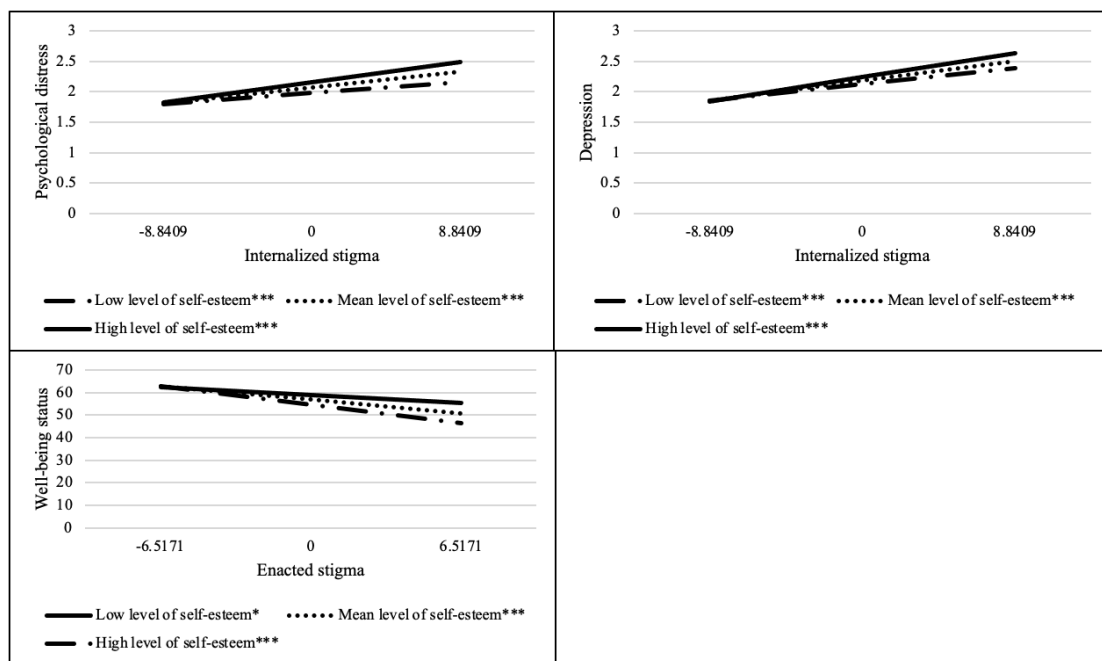 3
2.5
2
1.5
1
0.5
0
Psychological distress
-8.8409 0 8.8409
Internalized stigma
Low level of self-esteem*** Mean level of self-esteem***
High level of self-esteem***
3
2.5
2
1.5
1
0.5
0
Depression
-8.8409 0 8.8409
Internalized stigma
Low level of self-esteem*** Mean level of self-esteem***
High level of self-esteem***
70
60
50
40
30
20
10
0
Well-being status
-6.5171 0 6.5171
Enacted stigma
Low level of self-esteem* Mean level of self-esteem***
High level of self-esteem***